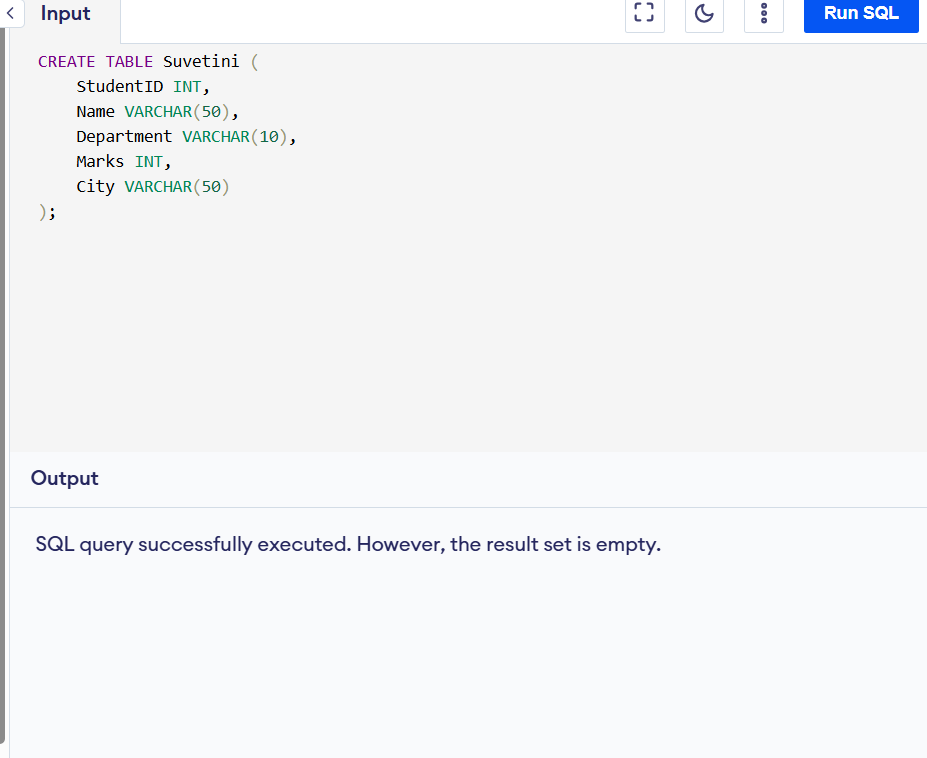 Input
Run SQL
CREATE TABLE Suvetini (
    StudentID INT,
    Name VARCHAR(50),
    Department VARCHAR(10),
    Marks INT,
    City VARCHAR(50)
);
Output
SQL query successfully executed. However, the result set is empty.